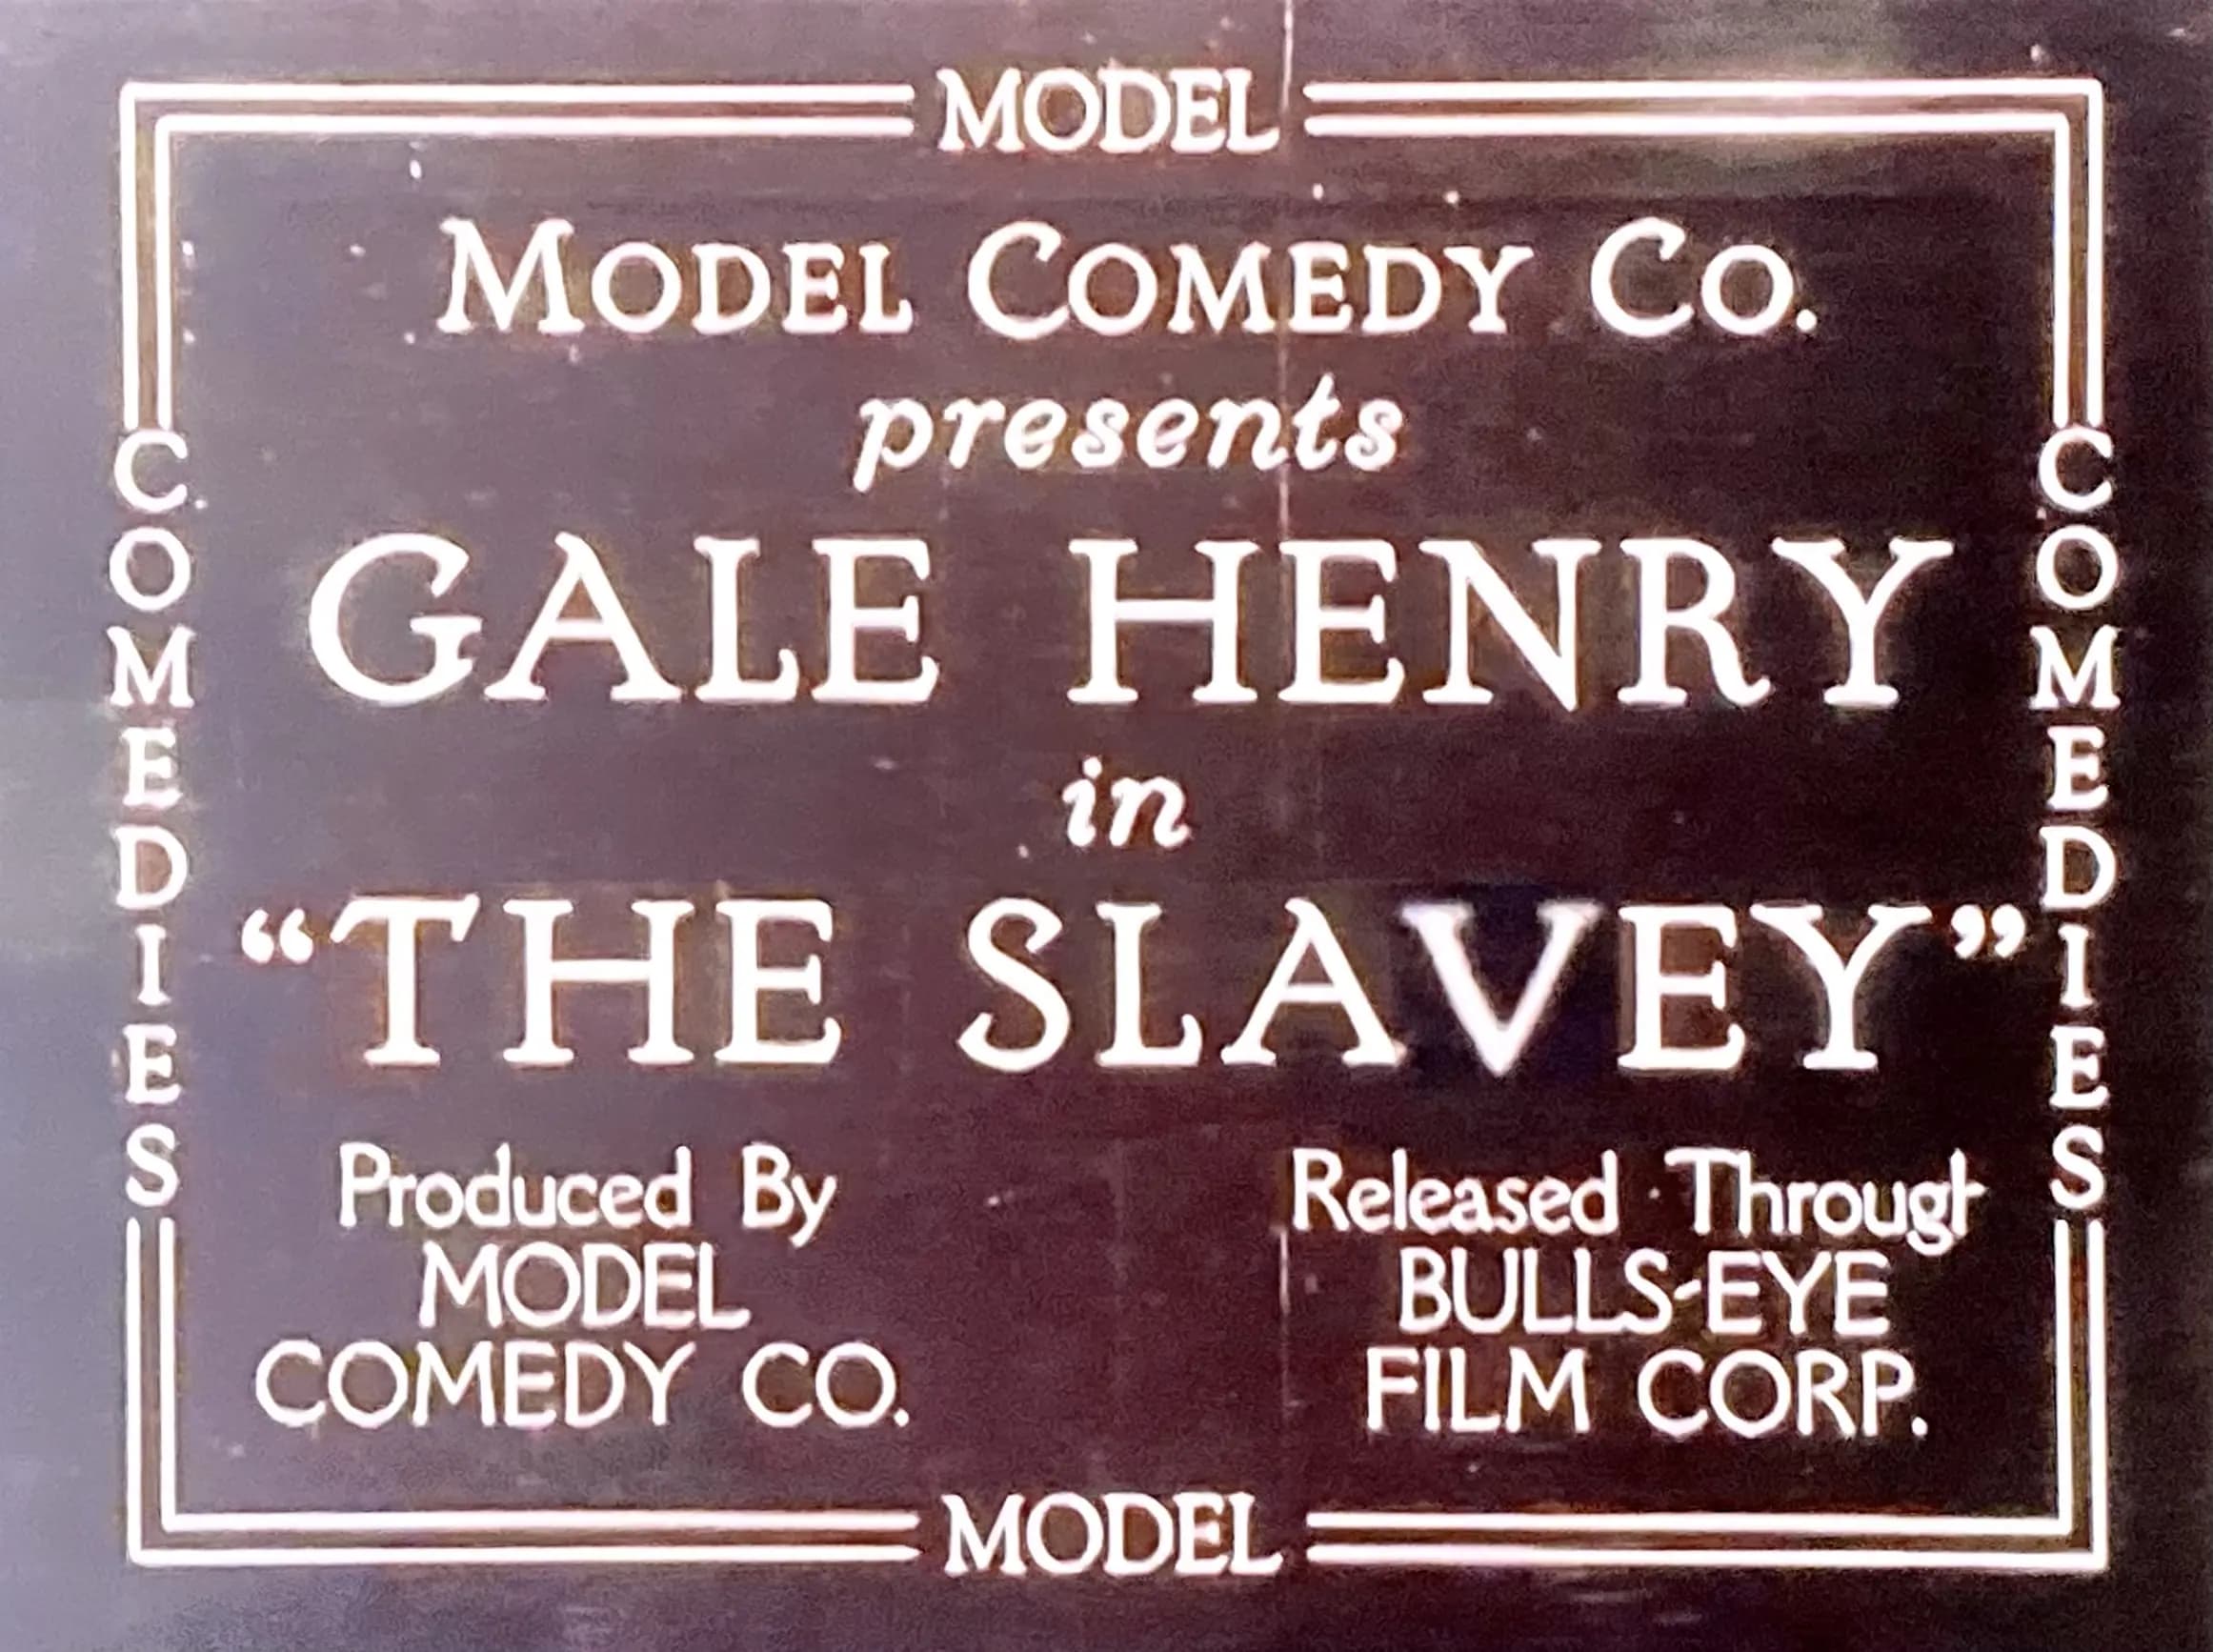 MODEL
MODEL COMEDY CO.
presents
GALE HENRY
in
“THE SLAVEY”
Produced By
MODEL
COMEDY CO.
Released Through
BULLS-EYE
FILM CORP.
COMEDIES
COMEDIES
MODEL